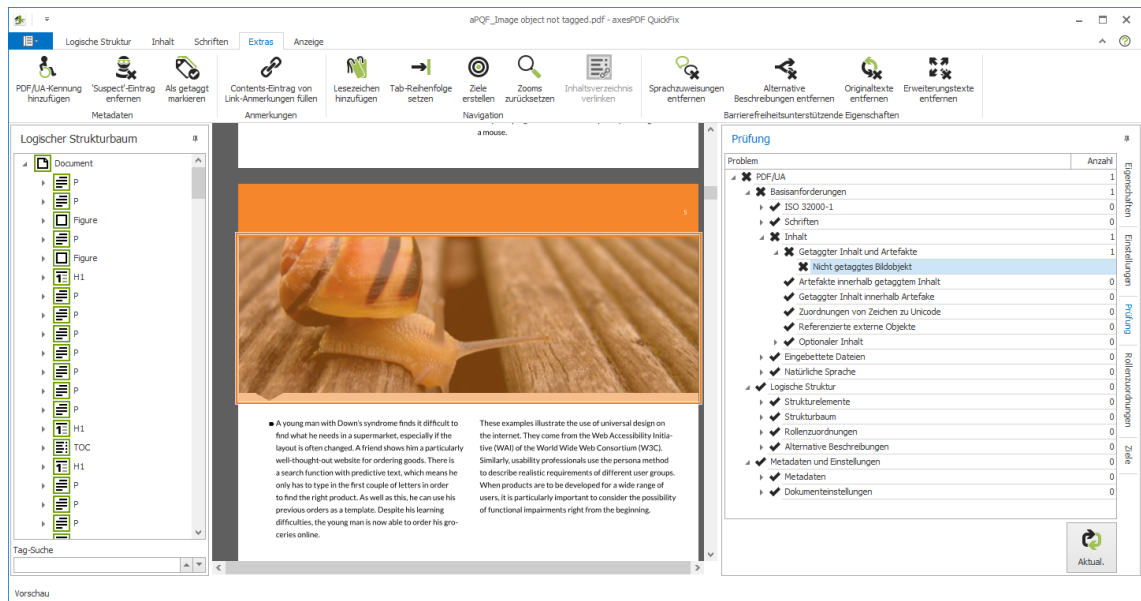 aPQF_Image object not tagged.pdf - axesPDF QuickFix
Logische Struktur Inhalt Schriften Extras Anzeige
PDF/UA-Kennung hinzufügen
'Suspect'-Eintrag entfernen
Als getaggt markieren
Contents-Eintrag von Link-Anmerkungen füllen
Lesezeichen hinzufügen
Tab-Reihenfolge setzen
Ziele erstellen
Zooms zurücksetzen
Inhaltsverzeichnis verlinken
Sprachzuweisungen entfernen
Alternative Beschreibungen entfernen
Originaltexte entfernen
Erweiterungstexte entfernen
Metadaten Anmerkungen Navigation Barrierefreiheitsunterstützende Eigenschaften
Logischer Strukturbaum
Document
P
P
Figure
P
Figure
H1
P
P
P
P
P
P
P
H1
TOC
H1
P
P
P
Tag-Suche
Vorschau
a mouse.
5
A young man with Down's syndrome finds it difficult to
find what he needs in a supermarket, especially if the
layout is often changed. A friend shows him a particularly
well-thought-out website for ordering goods. There is
a search function with predictive text, which means he
only has to type in the first couple of letters in order
to find the right product. As well as this, he can use his
previous orders as a template. Despite his learning
difficulties, the young man is now able to order his gro-
ceries online.
These examples illustrate the use of universal design on
the internet. They come from the Web Accessibility Initia-
tive (WAI) of the World Wide Web Consortium (W3C).
Similarly, usability professionals use the persona method
to describe realistic requirements of different user groups.
When products are to be developed for a wide range of
users, it is particularly important to consider the possibility
of functional impairments right from the beginning.
Prüfung
Problem Anzahl
PDF/UA 1
Basisanforderungen 1
ISO 32000-1 0
Schriften 0
Inhalt 1
Getaggter Inhalt und Artefakte 1
Nicht getaggtes Bildobjekt
Artefakte innerhalb getaggtem Inhalt 0
Getaggter Inhalt innerhalb Artefake 0
Zuordnungen von Zeichen zu Unicode 0
Referenzierte externe Objekte 0
Optionaler Inhalt 0
Eingebettete Dateien 0
Natürliche Sprache 0
Logische Struktur 0
Strukturelemente 0
Strukturbaum 0
Rollenzuordnungen 0
Alternative Beschreibungen 0
Metadaten und Einstellungen 0
Metadaten 0
Dokumenteinstellungen 0
Aktual.
Eigenschaften
Einstellungen
Prüfung
Rollenzuordnungen
Ziele